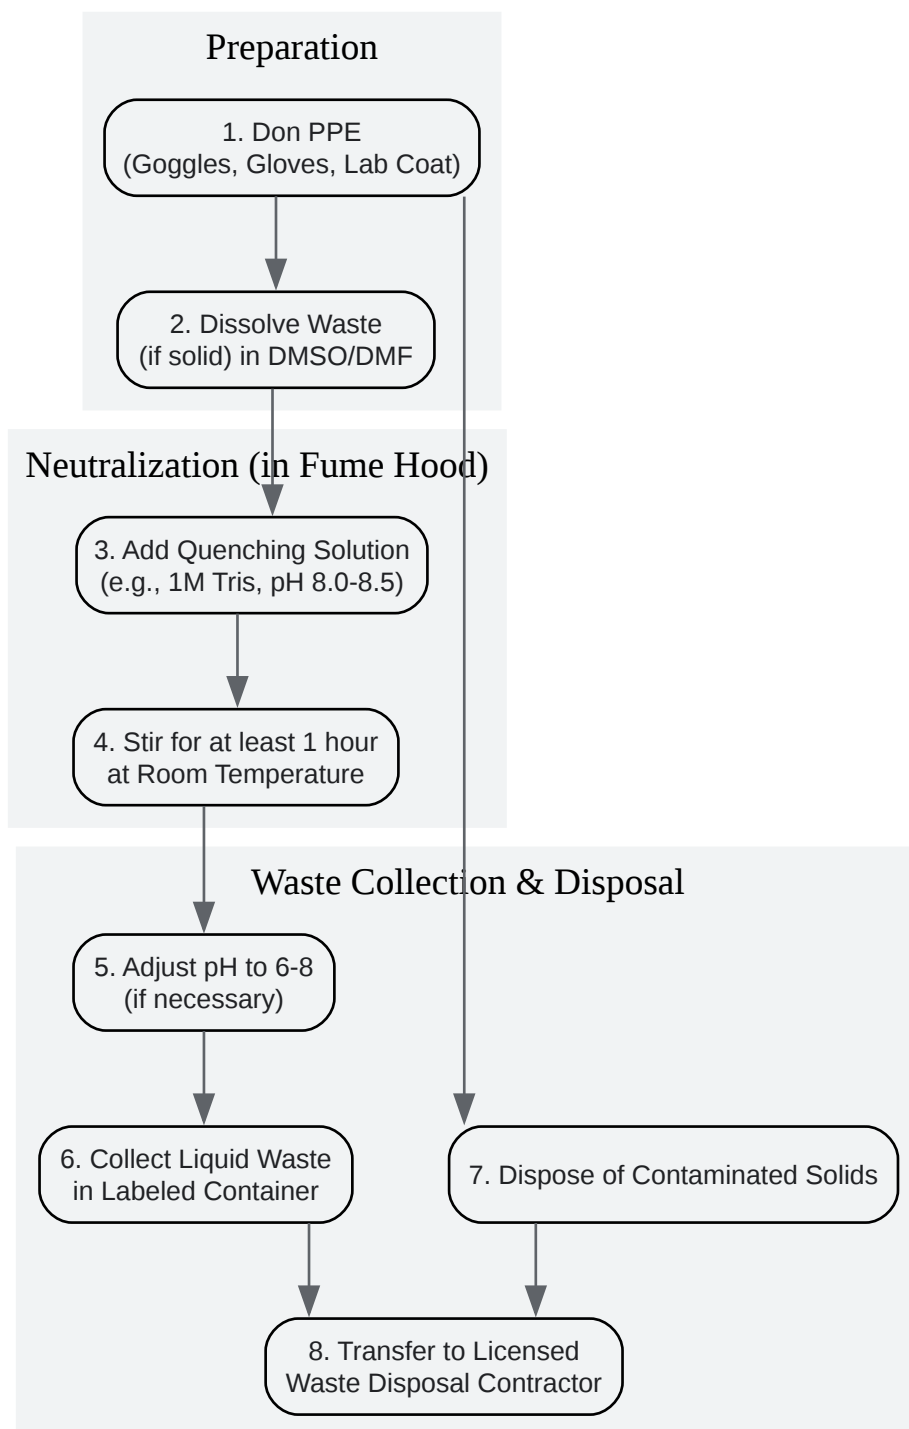 Preparation
1. Don PPE
(Goggles, Gloves, Lab Coat)
2. Dissolve Waste
(if solid) in DMSO/DMF
Neutralization (in Fume Hood)
3. Add Quenching Solution
(e.g., 1M Tris, pH 8.0-8.5)
4. Stir for at least 1 hour
at Room Temperature
Waste Collection & Disposal
5. Adjust pH to 6-8
(if necessary)
6. Collect Liquid Waste
in Labeled Container
7. Dispose of Contaminated Solids
8. Transfer to Licensed
Waste Disposal Contractor